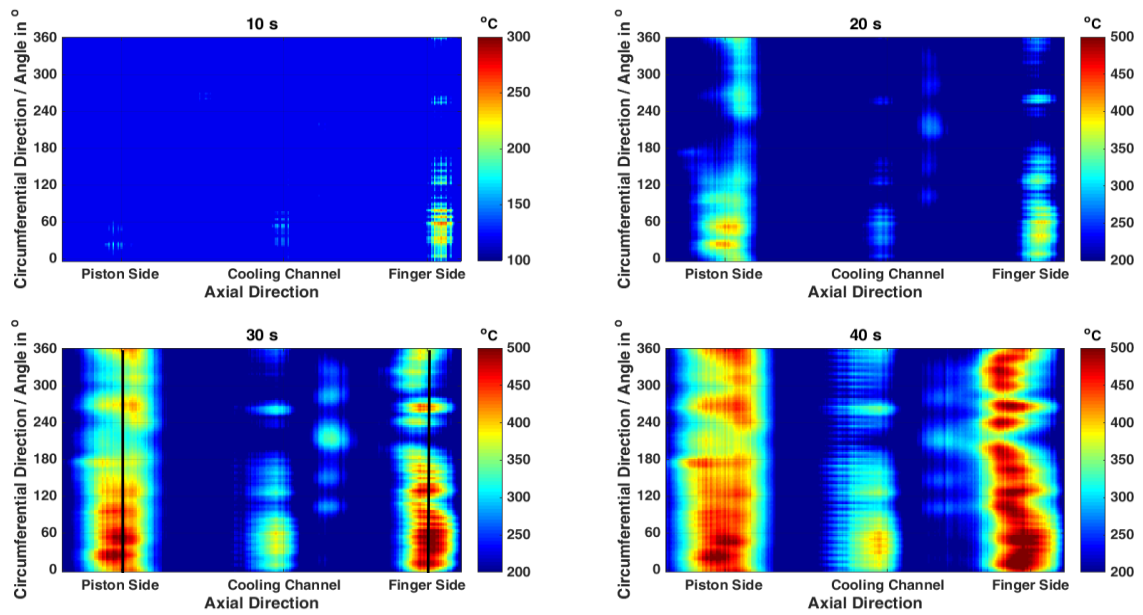 10 s
°C
Circumferential Direction / Angle in °
360
300
240
180
120
60
0
Piston Side Cooling Channel Finger Side
Axial Direction
300
250
200
150
100
20 s
°C
Circumferential Direction / Angle in °
360
300
240
180
120
60
0
Piston Side Cooling Channel Finger Side
Axial Direction
500
450
400
350
300
250
200
30 s
°C
Circumferential Direction / Angle in °
360
300
240
180
120
60
0
Piston Side Cooling Channel Finger Side
Axial Direction
500
450
400
350
300
250
200
40 s
°C
Circumferential Direction / Angle in °
360
300
240
180
120
60
0
Piston Side Cooling Channel Finger Side
Axial Direction
500
450
400
350
300
250
200